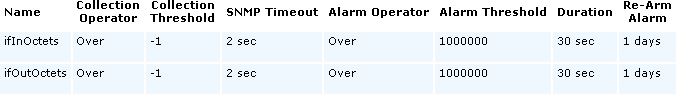 Name Collection Operator Collection Threshold SNMP Timeout Alarm Operator Alarm Threshold Duration Re-Arm Alarm
ifInOctets Over -1 2 sec Over 1000000 30 sec 1 days
ifOutOctets Over -1 2 sec Over 1000000 30 sec 1 days